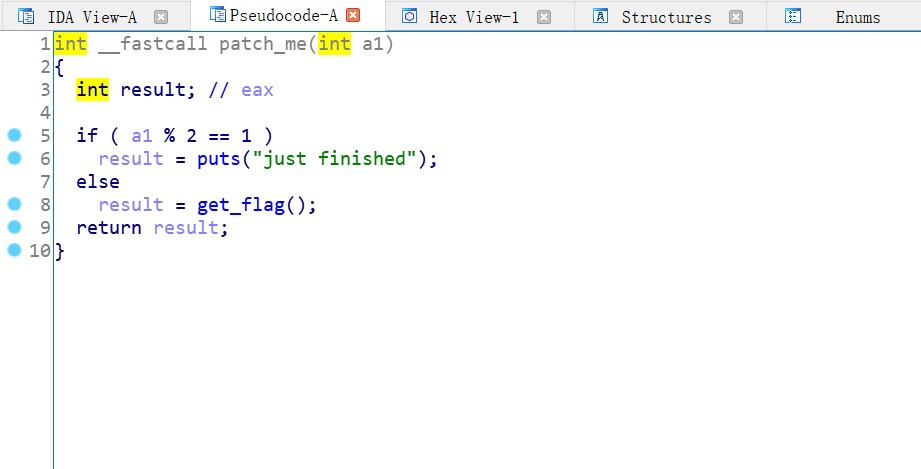 IDA View-A Pseudocode-A Hex View-1 Structures Enums
1 int __fastcall patch_me(int a1)
2 {
3 int result; // eax
4
5 if ( a1 % 2 == 1 )
6 result = puts("just finished");
7 else
8 result = get_flag();
9 return result;
10 }